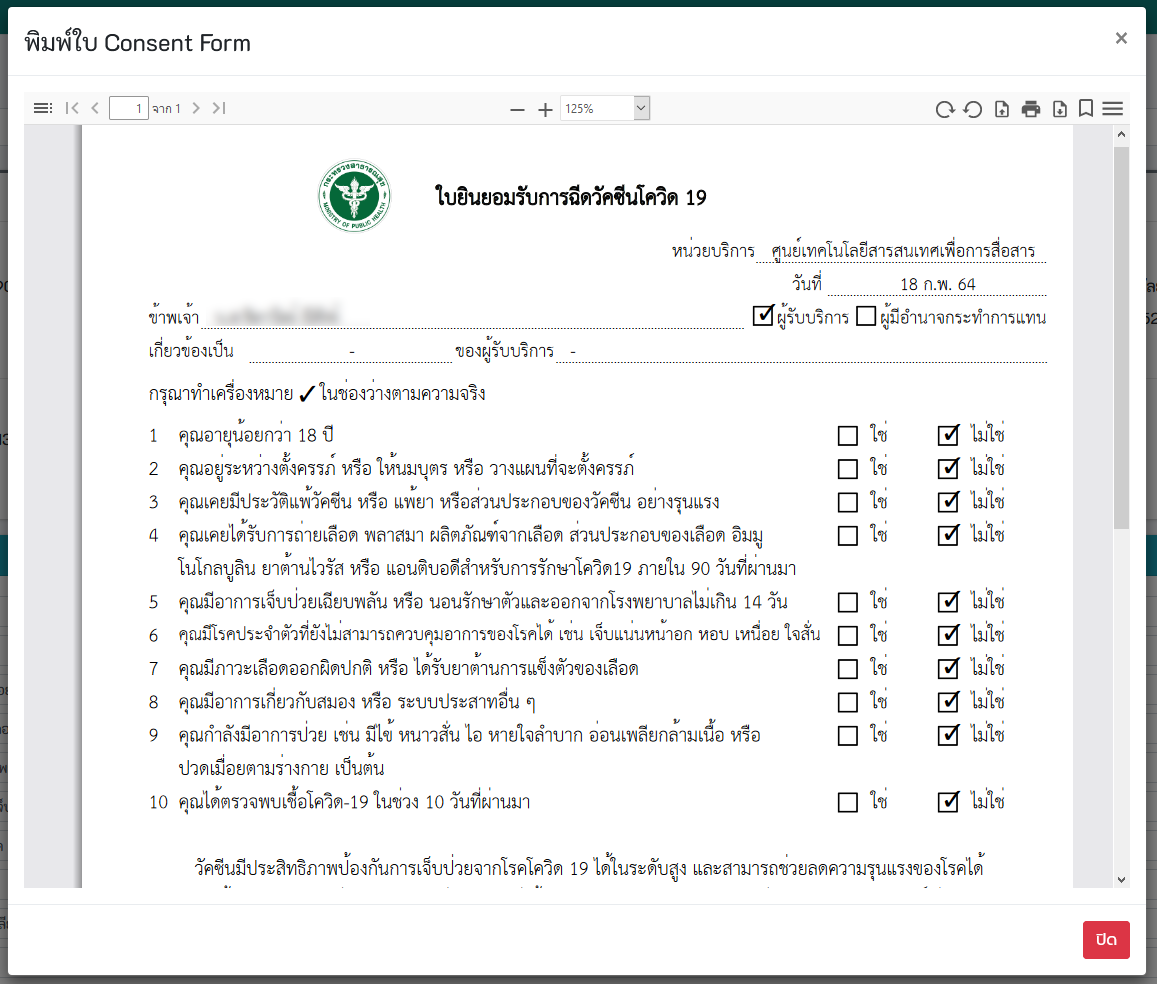 พิมพ์ใบ Consent Form
×
1 จาก 1
125%
กระทรวงสาธารณสุข
MINISTRY OF PUBLIC HEALTH
ใบยินยอมรับการฉีดวัคซีนโควิด 19
หน่วยบริการ ศูนย์เทคโนโลยีสารสนเทศเพื่อการสื่อสาร
วันที่ 18 ก.พ. 64
ข้าพเจ้า ผู้รับบริการ ผู้มีอำนาจกระทำการแทน
เกี่ยวข้องเป็น - ของผู้รับบริการ -
กรุณาทำเครื่องหมาย ✓ ในช่องว่างตามความจริง
1 คุณอายุน้อยกว่า 18 ปี ใช่ ไม่ใช่
2 คุณอยู่ระหว่างตั้งครรภ์ หรือ ให้นมบุตร หรือ วางแผนที่จะตั้งครรภ์ ใช่ ไม่ใช่
3 คุณเคยมีประวัติแพ้วัคซีน หรือ แพ้ยา หรือส่วนประกอบของวัคซีน อย่างรุนแรง ใช่ ไม่ใช่
4 คุณเคยได้รับการถ่ายเลือด พลาสมา ผลิตภัณฑ์จากเลือด ส่วนประกอบของเลือด อิมมู ใช่ ไม่ใช่
โนโกลบูลิน ยาต้านไวรัส หรือ แอนติบอดีสำหรับการรักษาโควิด19 ภายใน 90 วันที่ผ่านมา
5 คุณมีอาการเจ็บป่วยเฉียบพลัน หรือ นอนรักษาตัวและออกจากโรงพยาบาลไม่เกิน 14 วัน ใช่ ไม่ใช่
6 คุณมีโรคประจำตัวที่ยังไม่สามารถควบคุมอาการของโรคได้ เช่น เจ็บแน่นหน้าอก หอบ เหนื่อย ใจสั่น ใช่ ไม่ใช่
7 คุณมีภาวะเลือดออกผิดปกติ หรือ ได้รับยาต้านการแข็งตัวของเลือด ใช่ ไม่ใช่
8 คุณมีอาการเกี่ยวกับสมอง หรือ ระบบประสาทอื่น ๆ ใช่ ไม่ใช่
9 คุณกำลังมีอาการป่วย เช่น มีไข้ หนาวสั่น ไอ หายใจลำบาก อ่อนเพลียกล้ามเนื้อ หรือ ใช่ ไม่ใช่
ปวดเมื่อยตามร่างกาย เป็นต้น
10 คุณได้ตรวจพบเชื้อโควิด-19 ในช่วง 10 วันที่ผ่านมา ใช่ ไม่ใช่
วัคซีนมีประสิทธิภาพป้องกันการเจ็บป่วยจากโรคโควิด 19 ได้ในระดับสูง และสามารถช่วยลดความรุนแรงของโรคได้
ปิด